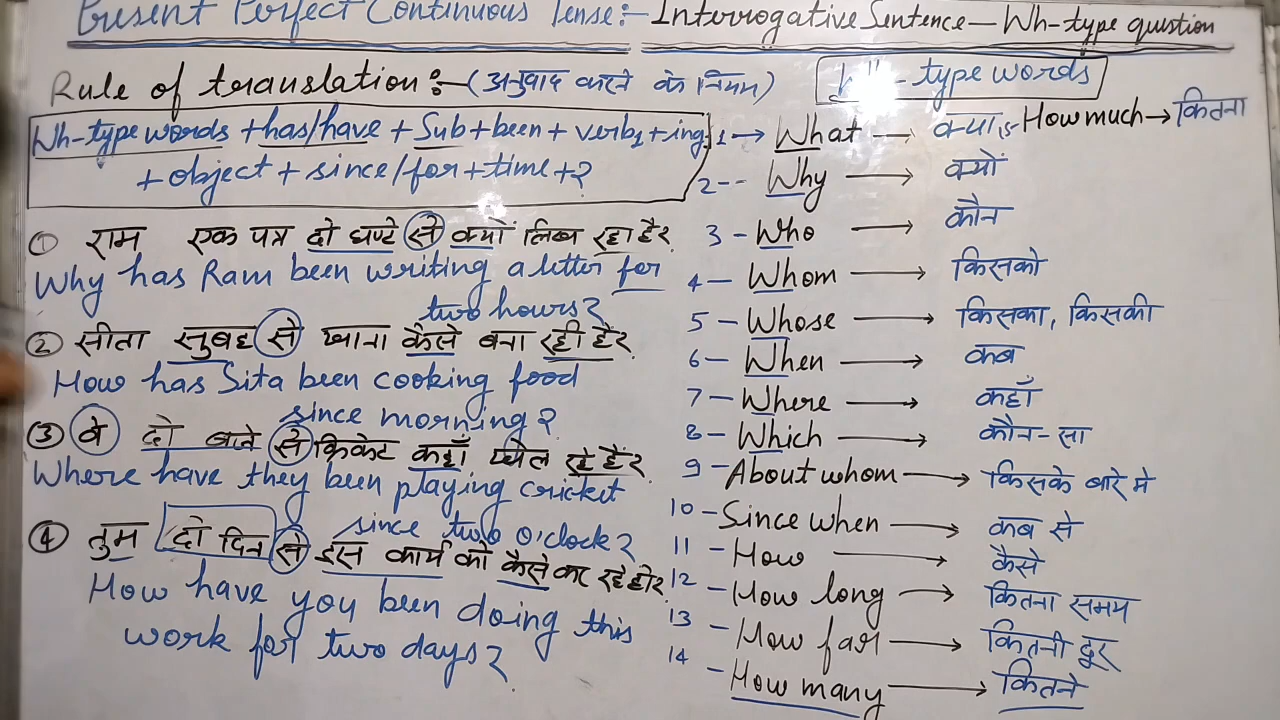 Present Perfect Continuous Tense:- Interrogative Sentence- Wh-type question
Rule of translation:-(अनुवाद करने के नियम)
Wh-type words +has/have + Sub+been+ verb1+ing
+object + since/for+time+?
① राम एक पत्र दो घण्टे से क्यों लिख रहा है?
Why has Ram been writing a letter for
two hours?
② सीता सुबह से खाना कैसे बना रही है?
How has Sita been cooking food
since morning?
③ वे दो बजे से क्रिकेट कहाँ खेल रहे है?
Where have they been playing cricket
since two o'clock?
④ तुम दो दिन से इस कार्य को कैसे कर रहे हो?
How have you been doing this
work for two days?
-type words
1 → What → क्या
How much → कितना
2-- Why → क्यों
3 - Who → कौन
4- Whom → किसको
5 - Whose → किसका, किसकी
6 - When → कब
7 - Where → कहाँ
8- Which → कौन-सा
9 - About whom → किसके बारे मे
10 - Since when → कब से
11 - How → कैसे
12 - How long → कितना समय
13 - How far → कितनी दूर
14 - How many → कितने